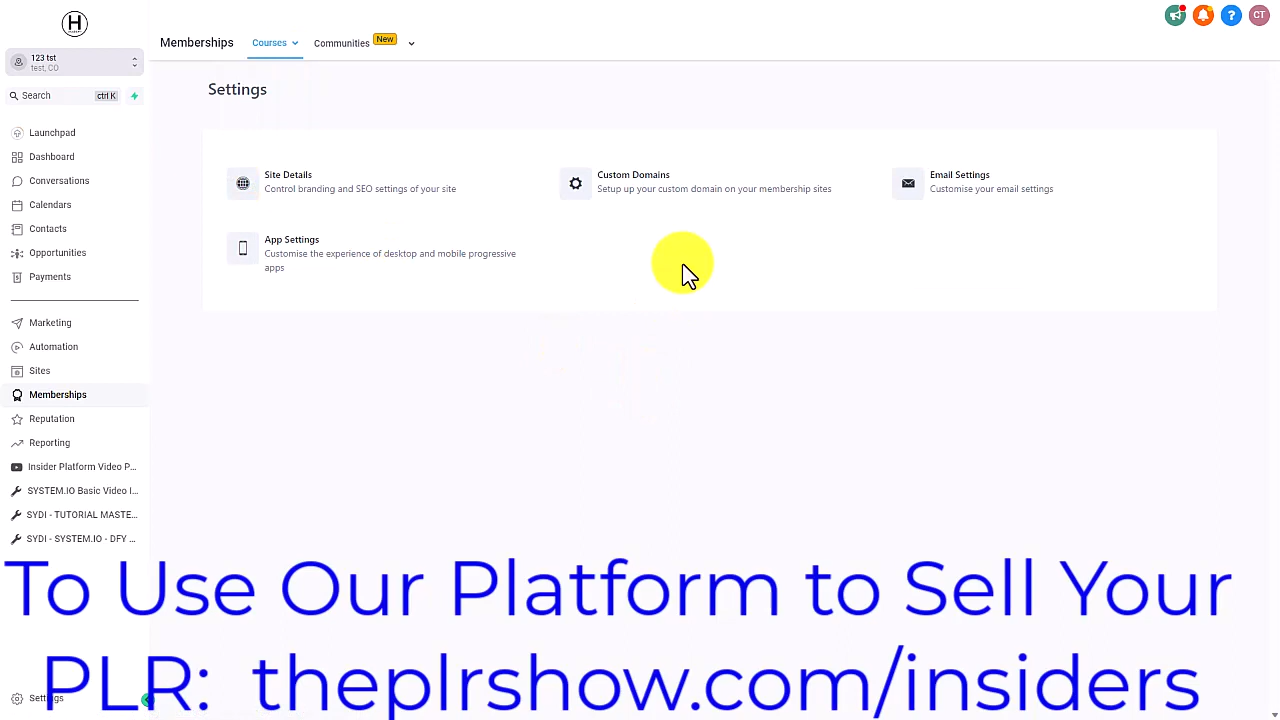 H
123 tst
test, CO
Search ctrl K
Launchpad
Dashboard
Conversations
Calendars
Contacts
Opportunities
Payments
Marketing
Automation
Sites
Memberships
Reputation
Reporting
Insider Platform Video P...
SYSTEM.IO Basic Video I...
SYDI - TUTORIAL MASTE...
SYDI - SYSTEM.IO - DFY ...
Settings
Memberships Courses Communities New
? CT
Settings
Site Details
Control branding and SEO settings of your site
Custom Domains
Setup up your custom domain on your membership sites
Email Settings
Customise your email settings
App Settings
Customise the experience of desktop and mobile progressive
apps
To Use Our Platform to Sell Your
PLR: theplrshow.com/insiders